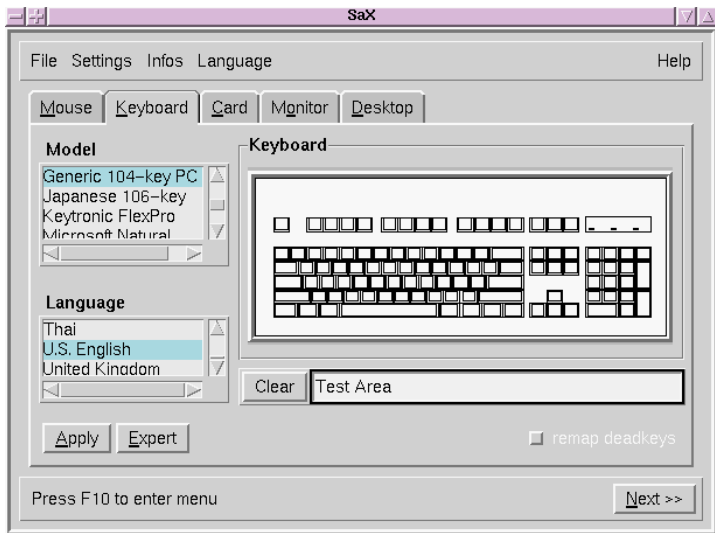 SaX
File Settings Infos Language Help
Mouse Keyboard Card Monitor Desktop
Model
Generic 104-key PC
Japanese 106-key
Keytronic FlexPro
Microsoft Natural
Keyboard
Language
Thai
U.S. English
United Kingdom
Clear Test Area
Apply Expert remap deadkeys
Press F10 to enter menu Next >>